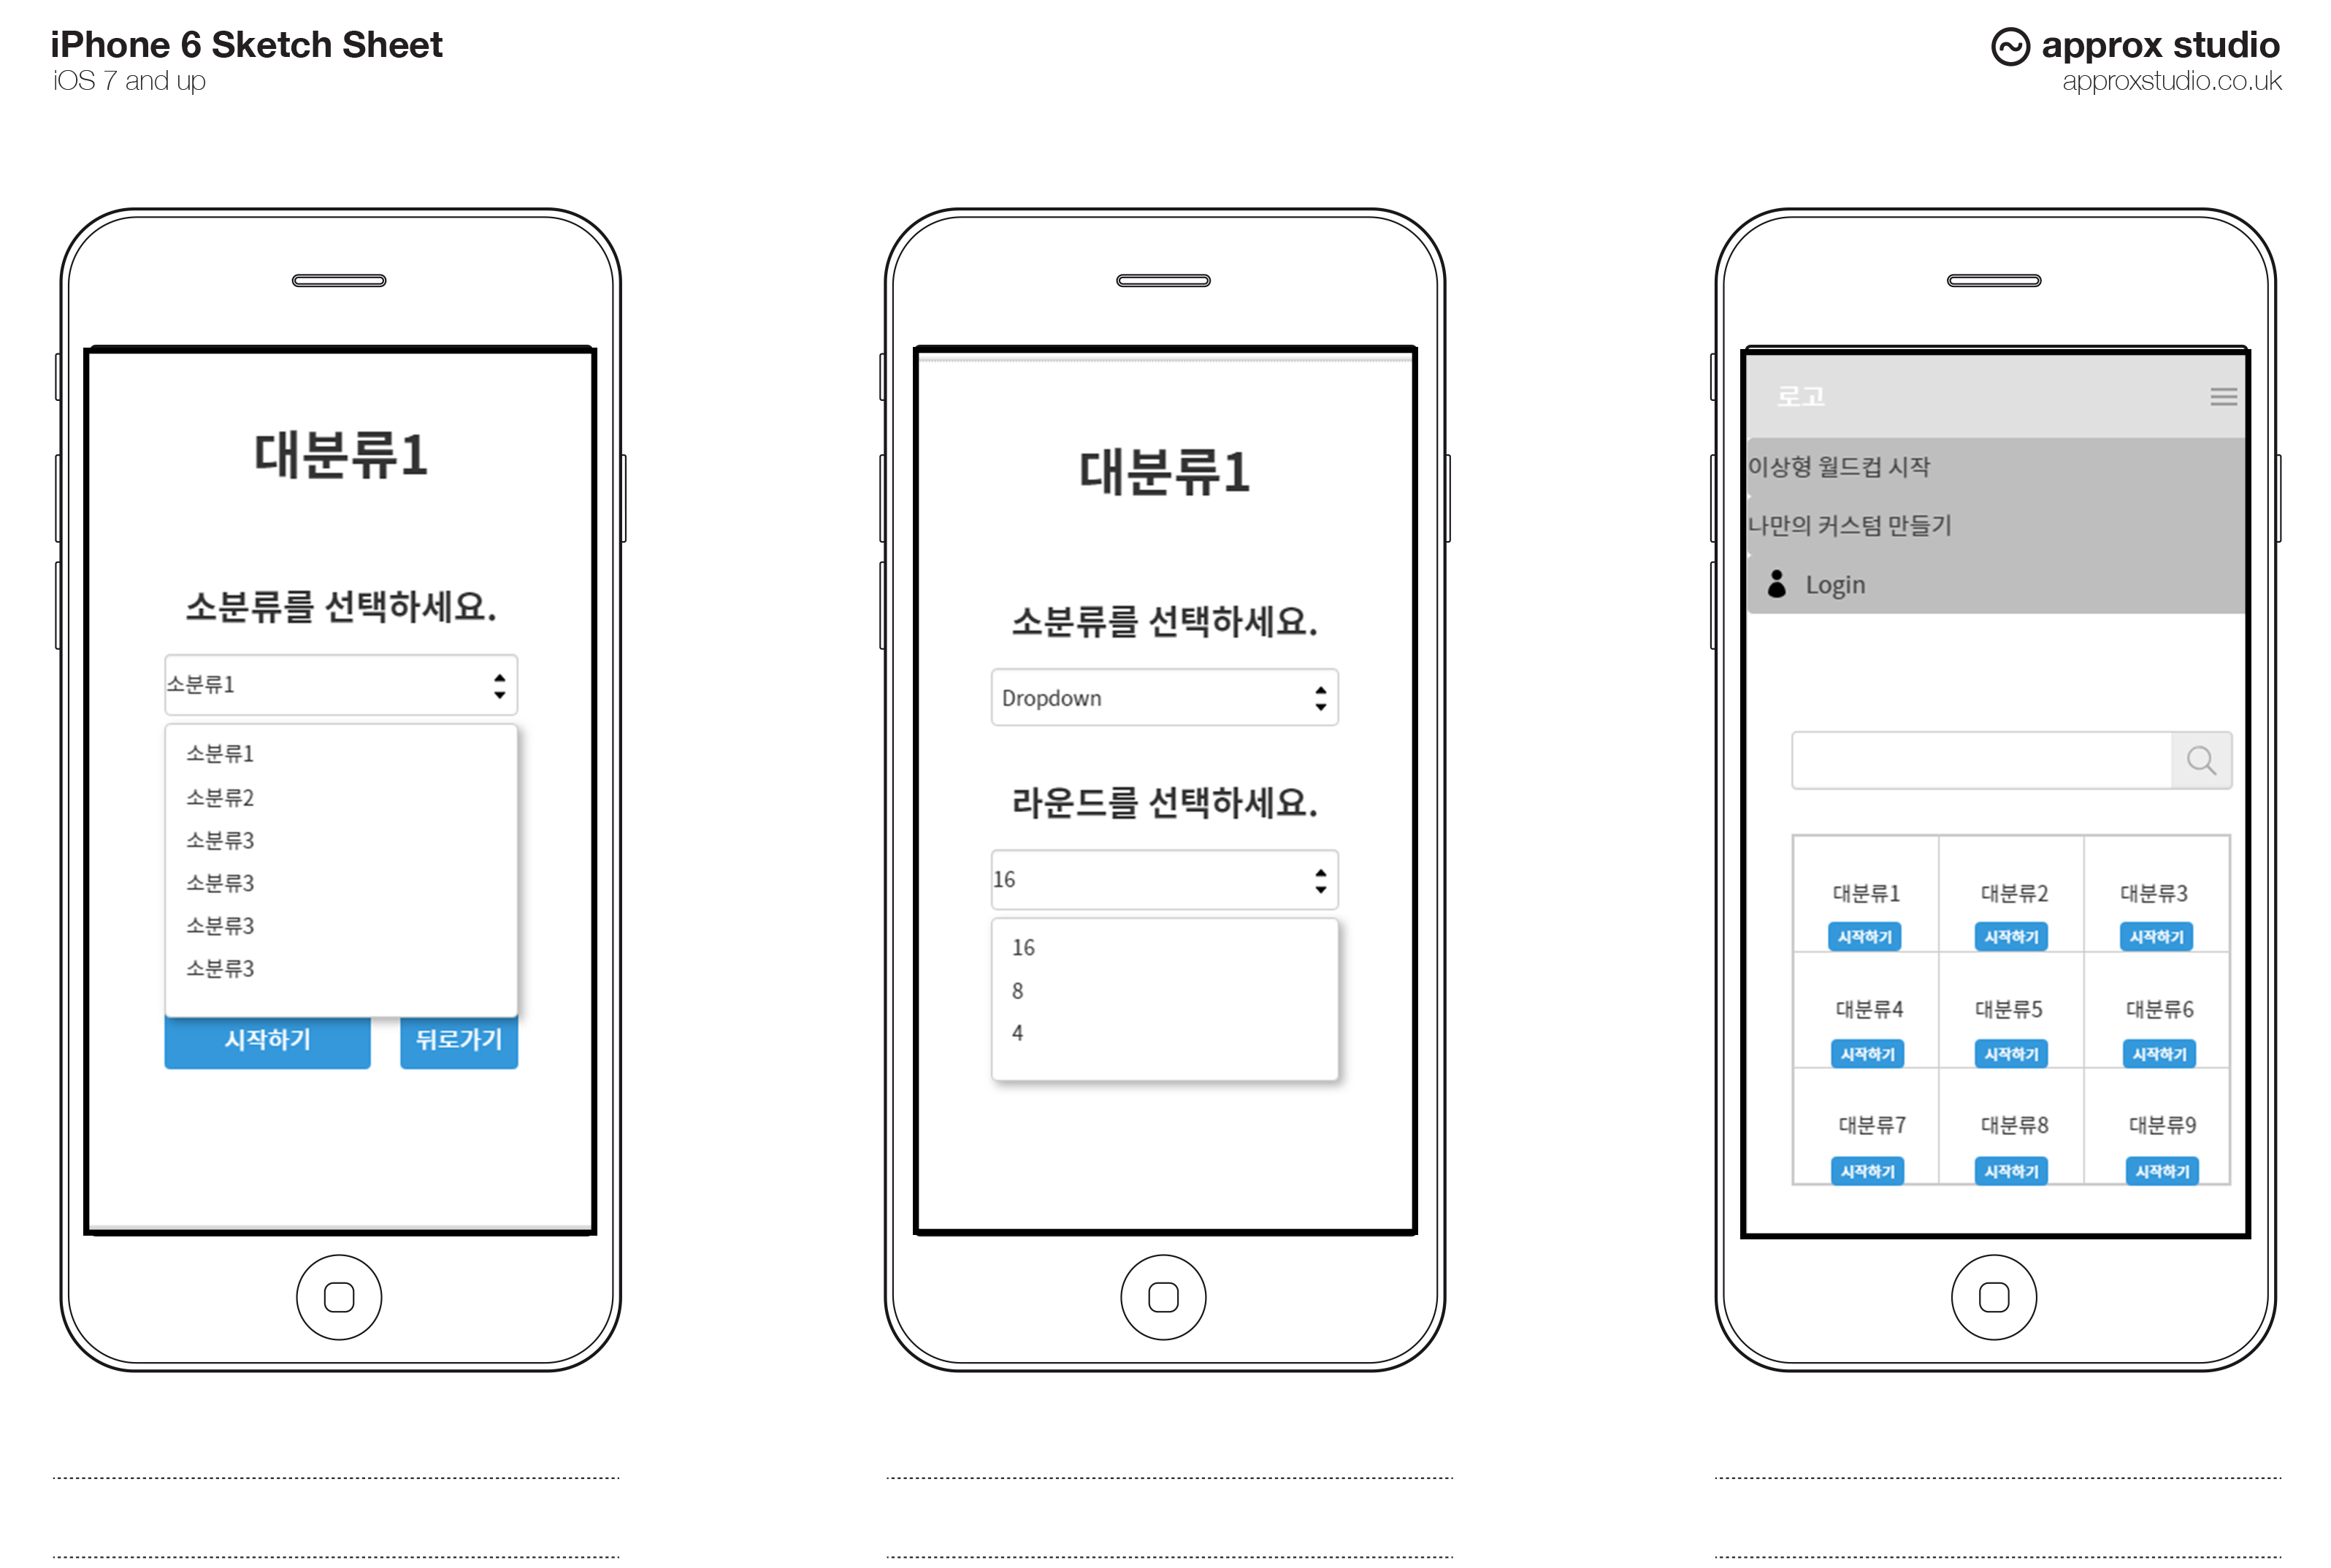 iPhone 6 Sketch Sheet
iOS 7 and up
approx studio
approxstudio.co.uk
대분류1
소분류를 선택하세요.
소분류1
소분류1
소분류2
소분류3
소분류3
소분류3
소분류3
시작하기 뒤로가기
대분류1
소분류를 선택하세요.
Dropdown
라운드를 선택하세요.
16
16
8
4
로고
이상형 월드컵 시작
나만의 커스텀 만들기
Login
대분류1 대분류2 대분류3
시작하기 시작하기 시작하기
대분류4 대분류5 대분류6
시작하기 시작하기 시작하기
대분류7 대분류8 대분류9
시작하기 시작하기 시작하기